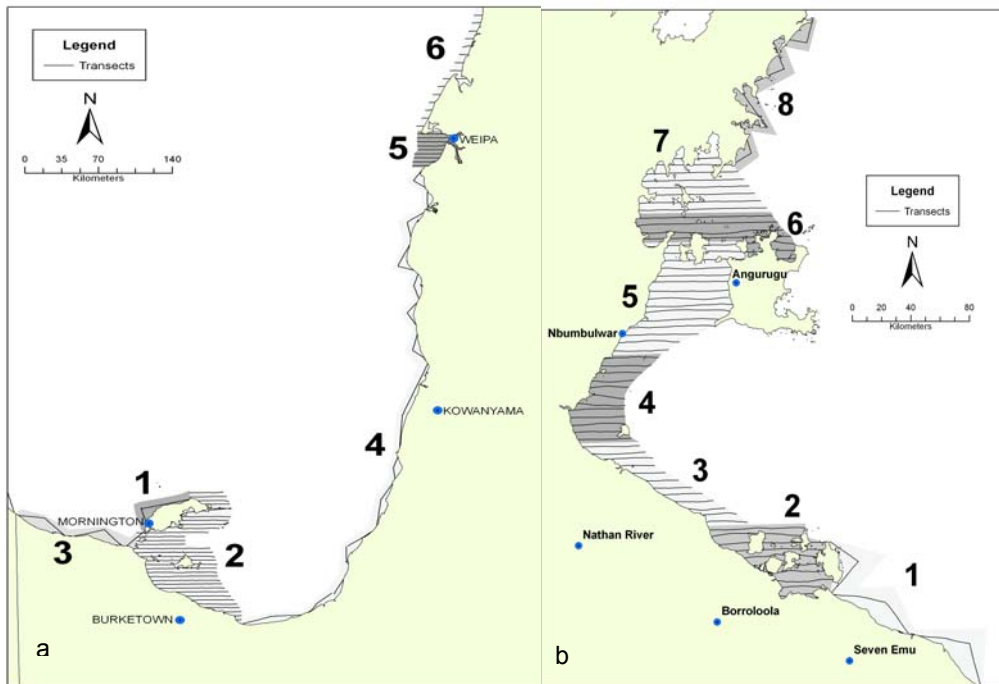 Legend
Transects
N
0 35 70 140
Kilometers
6
5
WEIPA
4
KOWANYAMA
1
MORNINGTON
3
2
BURKETOWN
a
8
7
Legend
Transects
N
0 20 40 80
Kilometers
6
Angurugu
5
Nbumbulwar
4
3
2
Nathan River
1
Borroloola
Seven Emu
b